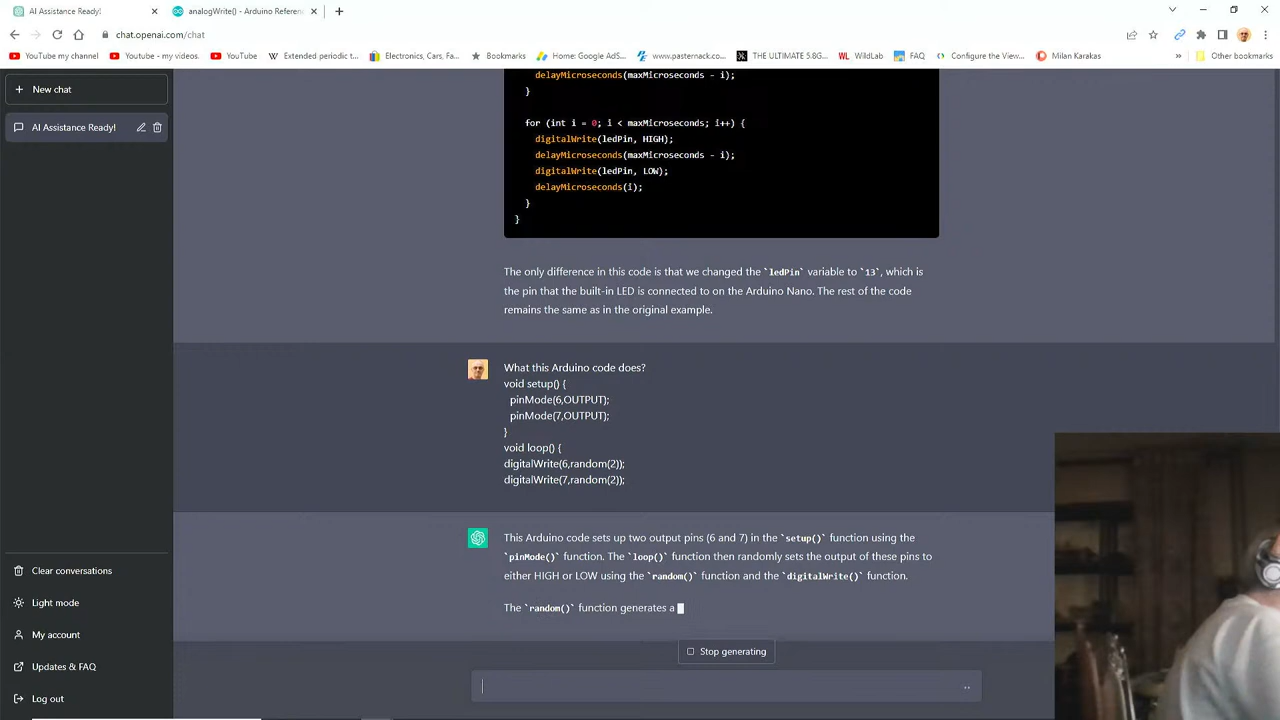 AI Assistance Ready!
analogWrite() - Arduino Referenc
chat.openai.com/chat
YouTube my channel
Youtube - my videos.
YouTube
Extended periodic t...
Electronics, Cars, Fa...
Bookmarks
Home: Google AdS...
www.pasternack.co...
THE ULTIMATE 5.8G...
WL WildLab
FAQ
Configure the View...
Milan Karakas
Other bookmarks
New chat
AI Assistance Ready!
delayMicroseconds(maxMicroseconds - i);
}
for (int i = 0; i < maxMicroseconds; i++) {
digitalWrite(ledPin, HIGH);
delayMicroseconds(maxMicroseconds - i);
digitalWrite(ledPin, LOW);
delayMicroseconds(i);
}
}
The only difference in this code is that we changed the `ledPin` variable to `13`, which is
the pin that the built-in LED is connected to on the Arduino Nano. The rest of the code
remains the same as in the original example.
What this Arduino code does?
void setup() {
pinMode(6,OUTPUT);
pinMode(7,OUTPUT);
}
void loop() {
digitalWrite(6,random(2));
digitalWrite(7,random(2));
This Arduino code sets up two output pins (6 and 7) in the `setup()` function using the
`pinMode()` function. The `loop()` function then randomly sets the output of these pins to
either HIGH or LOW using the `random()` function and the `digitalWrite()` function.
The `random()` function generates a
Stop generating
Clear conversations
Light mode
My account
Updates & FAQ
Log out